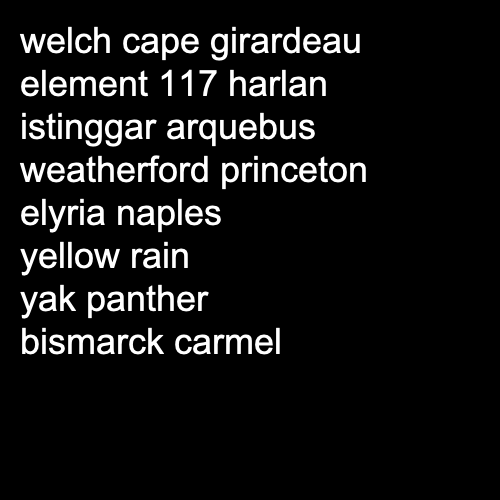 welch cape girardeau
element 117 harlan
istinggar arquebus
weatherford princeton
elyria naples
yellow rain
yak panther
bismarck carmel